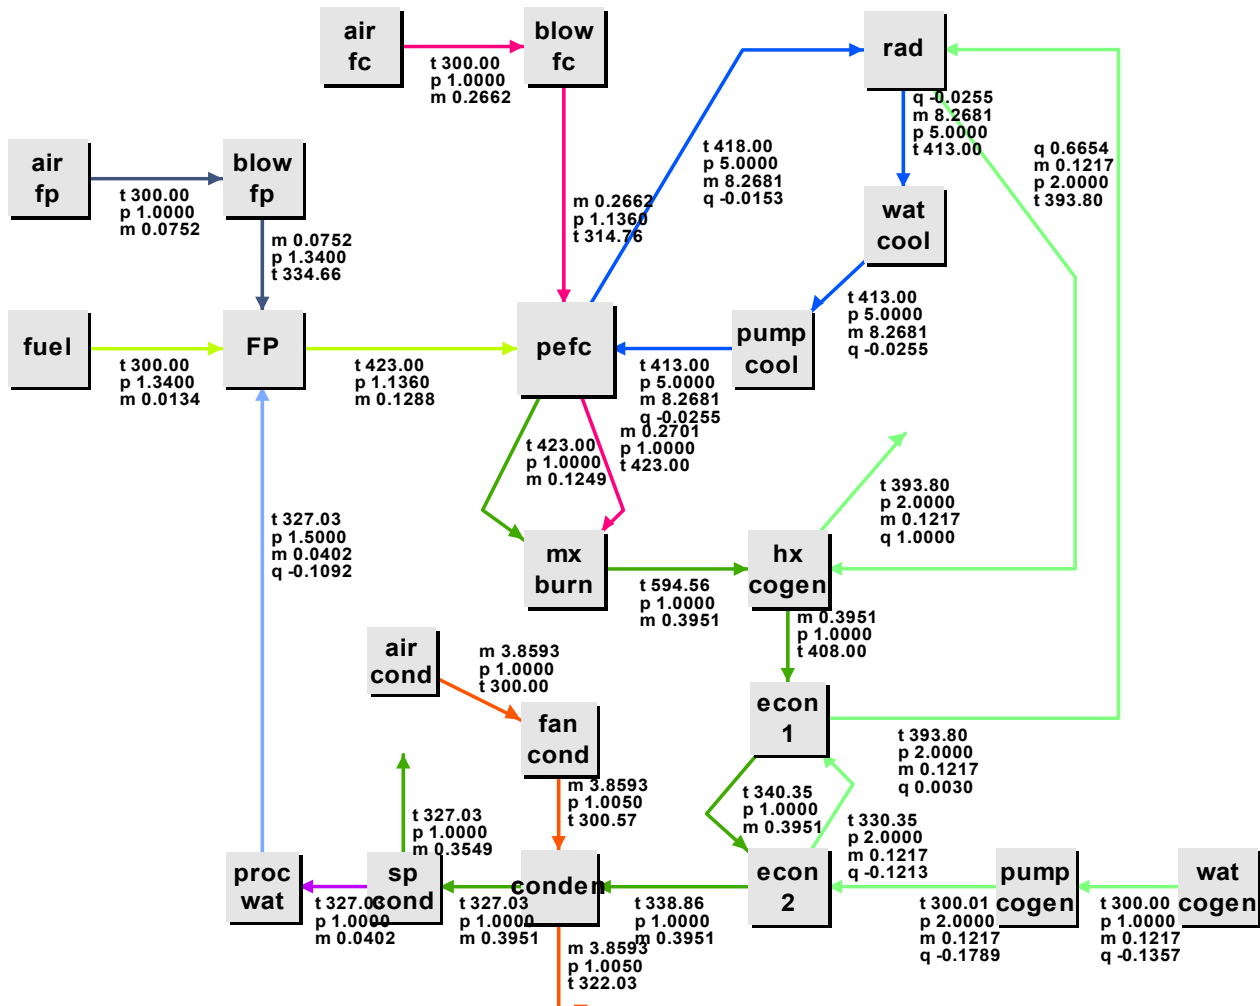 air
fc
blow
fc
rad
t 300.00
p 1.0000
m 0.2662
q -0.0255
m 8.2681
p 5.0000
t 413.00
t 418.00
p 5.0000
m 8.2681
q -0.0153
q 0.6654
m 0.1217
p 2.0000
t 393.80
air
fp
blow
fp
t 300.00
p 1.0000
m 0.0752
m 0.2662
p 1.1360
t 314.76
wat
cool
m 0.0752
p 1.3400
t 334.66
t 413.00
p 5.0000
m 8.2681
q -0.0255
fuel
FP
pefc
pump
cool
t 300.00
p 1.3400
m 0.0134
t 423.00
p 1.1360
m 0.1288
t 413.00
p 5.0000
m 8.2681
q -0.0255
m 0.2701
p 1.0000
t 423.00
t 423.00
p 1.0000
m 0.1249
t 393.80
p 2.0000
m 0.1217
q 1.0000
t 327.03
p 1.5000
m 0.0402
q -0.1092
mx
burn
hx
cogen
t 594.56
p 1.0000
m 0.3951
m 0.3951
p 1.0000
t 408.00
air
cond
m 3.8593
p 1.0000
t 300.00
econ
1
fan
cond
t 393.80
p 2.0000
m 0.1217
q 0.0030
m 3.8593
p 1.0050
t 300.57
t 340.35
p 1.0000
m 0.3951
t 327.03
p 1.0000
m 0.3549
t 330.35
p 2.0000
m 0.1217
q -0.1213
proc
wat
sp
cond
conden
econ
2
pump
cogen
wat
cogen
t 327.03
p 1.0000
m 0.0402
t 327.03
p 1.0000
m 0.3951
t 338.86
p 1.0000
m 0.3951
t 300.01
p 2.0000
m 0.1217
q -0.1789
t 300.00
p 1.0000
m 0.1217
q -0.1357
m 3.8593
p 1.0050
t 322.03